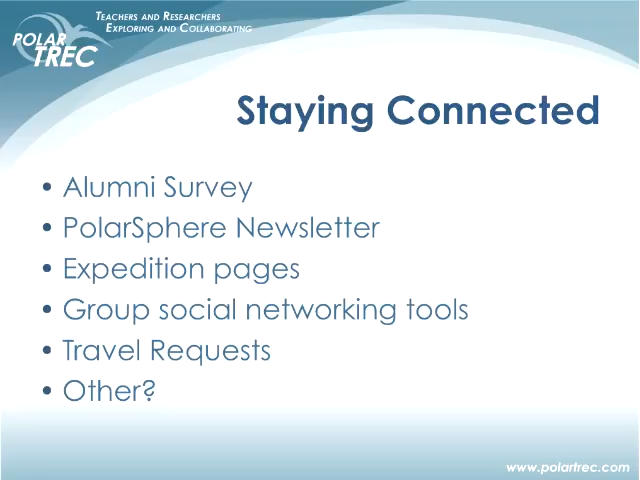 TEACHERS AND RESEARCHERS
EXPLORING AND COLLABORATING
POLAR
TREC
Staying Connected
• Alumni Survey
• PolarSphere Newsletter
• Expedition pages
• Group social networking tools
• Travel Requests
• Other?
www.polartrec.com